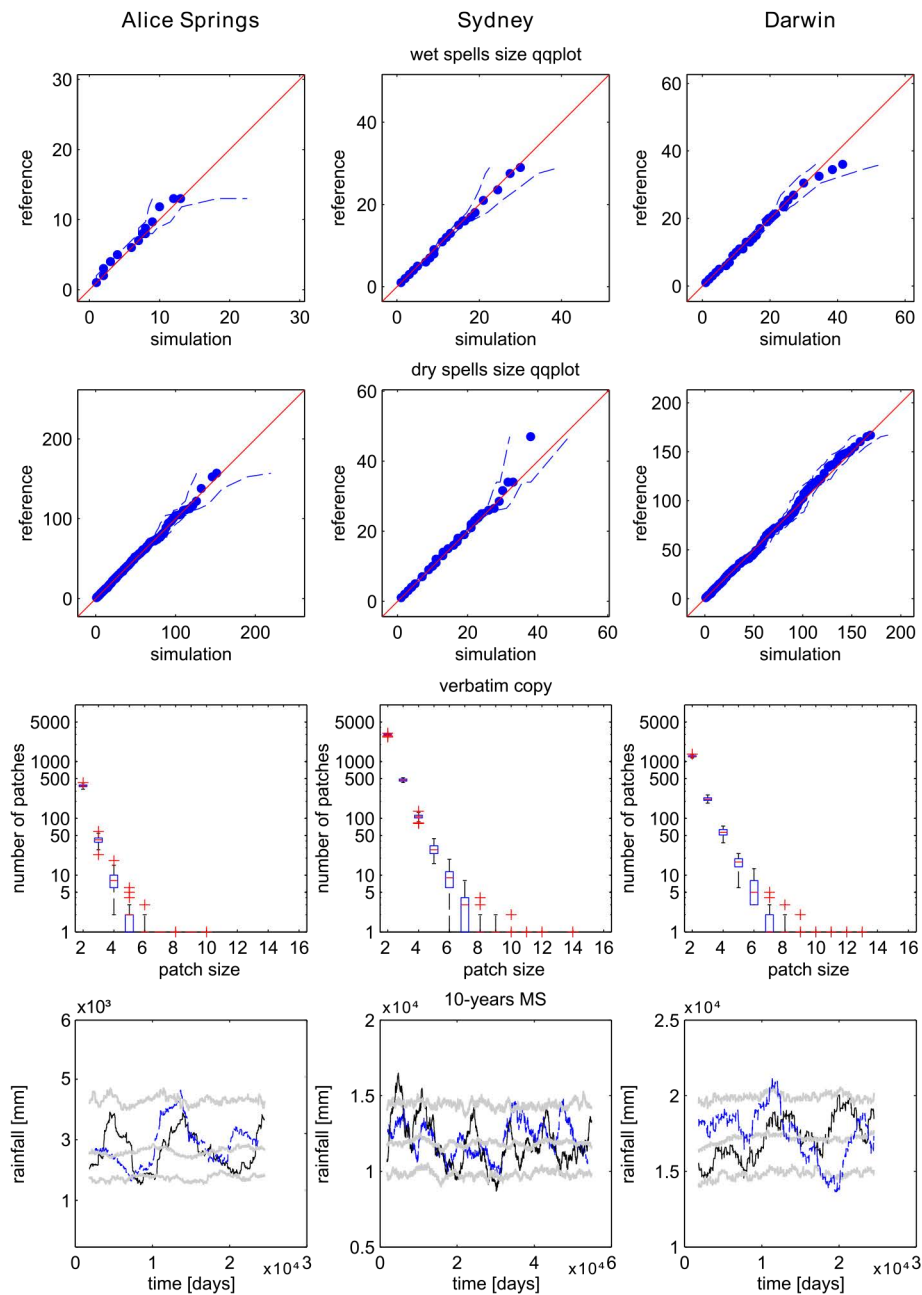 Alice Springs Sydney Darwin
wet spells size qqplot
30 20 10 0
reference
0 10 20 30
simulation
40 20 0
reference
0 20 40
simulation
60 40 20 0
reference
0 20 40 60
simulation
dry spells size qqplot
200 100 0
reference
0 100 200
simulation
60 40 20 0
reference
0 20 40 60
simulation
200 150 100 50 0
reference
0 50 100 150 200
simulation
verbatim copy
5000 1000 500 100 50 10 5 1
number of patches
2 4 6 8 10 12 14 16
patch size
5000 1000 500 100 50 10 5 1
number of patches
2 4 6 8 10 12 14 16
patch size
5000 1000 500 100 50 10 5 1
number of patches
2 4 6 8 10 12 14 16
patch size
10-years MS
x10³
6 5 3 1
rainfall [mm]
0 1 2 x10⁴ 3
time [days]
x10⁴
2 1.5 1 0.5
rainfall [mm]
0 2 4 x10⁴ 6
time [days]
x10⁴
2.5 2 1.5 1
rainfall [mm]
0 1 2 x10⁴ 3
time [days]